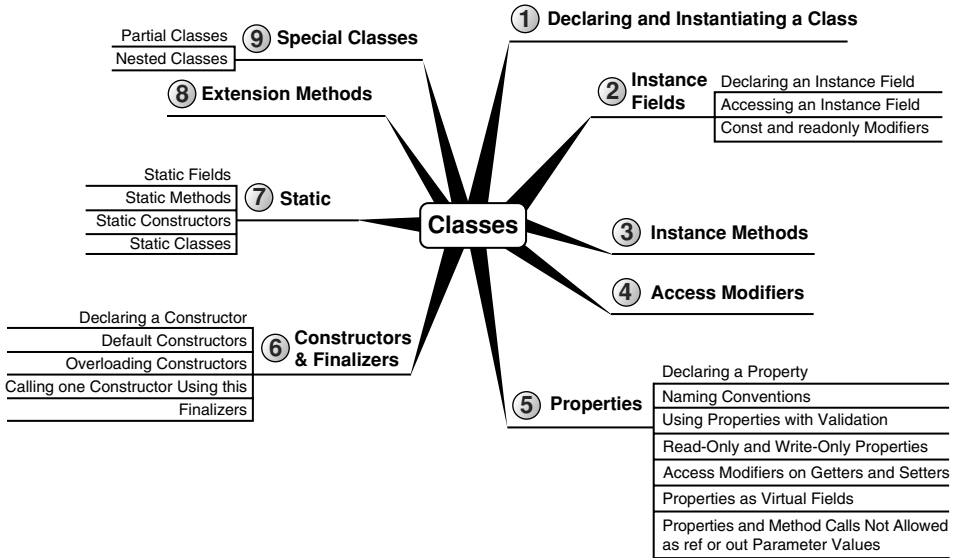 Classes
1 Declaring and Instantiating a Class
2 Instance
Fields
Declaring an Instance Field
Accessing an Instance Field
Const and readonly Modifiers
3 Instance Methods
4 Access Modifiers
5 Properties
Declaring a Property
Naming Conventions
Using Properties with Validation
Read-Only and Write-Only Properties
Access Modifiers on Getters and Setters
Properties as Virtual Fields
Properties and Method Calls Not Allowed
as ref or out Parameter Values
6 Constructors
& Finalizers
Declaring a Constructor
Default Constructors
Overloading Constructors
Calling one Constructor Using this
Finalizers
7 Static
Static Fields
Static Methods
Static Constructors
Static Classes
8 Extension Methods
9 Special Classes
Partial Classes
Nested Classes